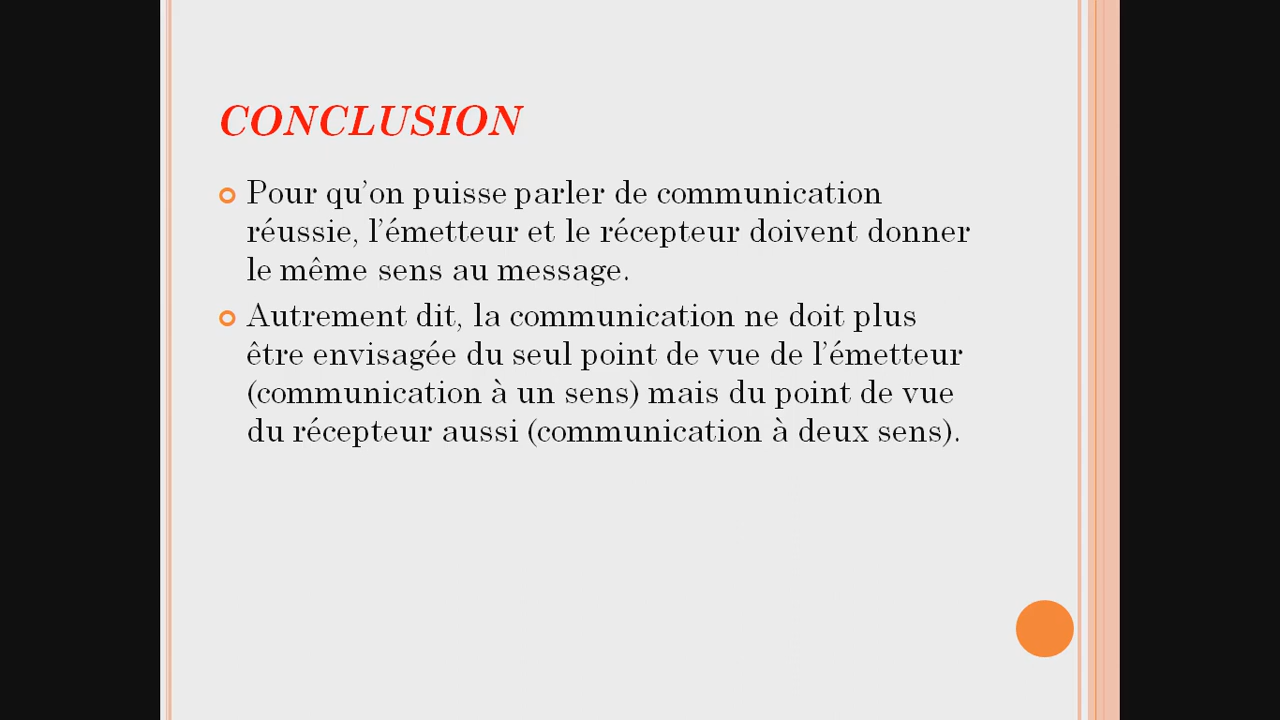 CONCLUSION
Pour qu’on puisse parler de communication
réussie, l’émetteur et le récepteur doivent donner
le même sens au message.
Autrement dit, la communication ne doit plus
être envisagée du seul point de vue de l’émetteur
(communication à un sens) mais du point de vue
du récepteur aussi (communication à deux sens).